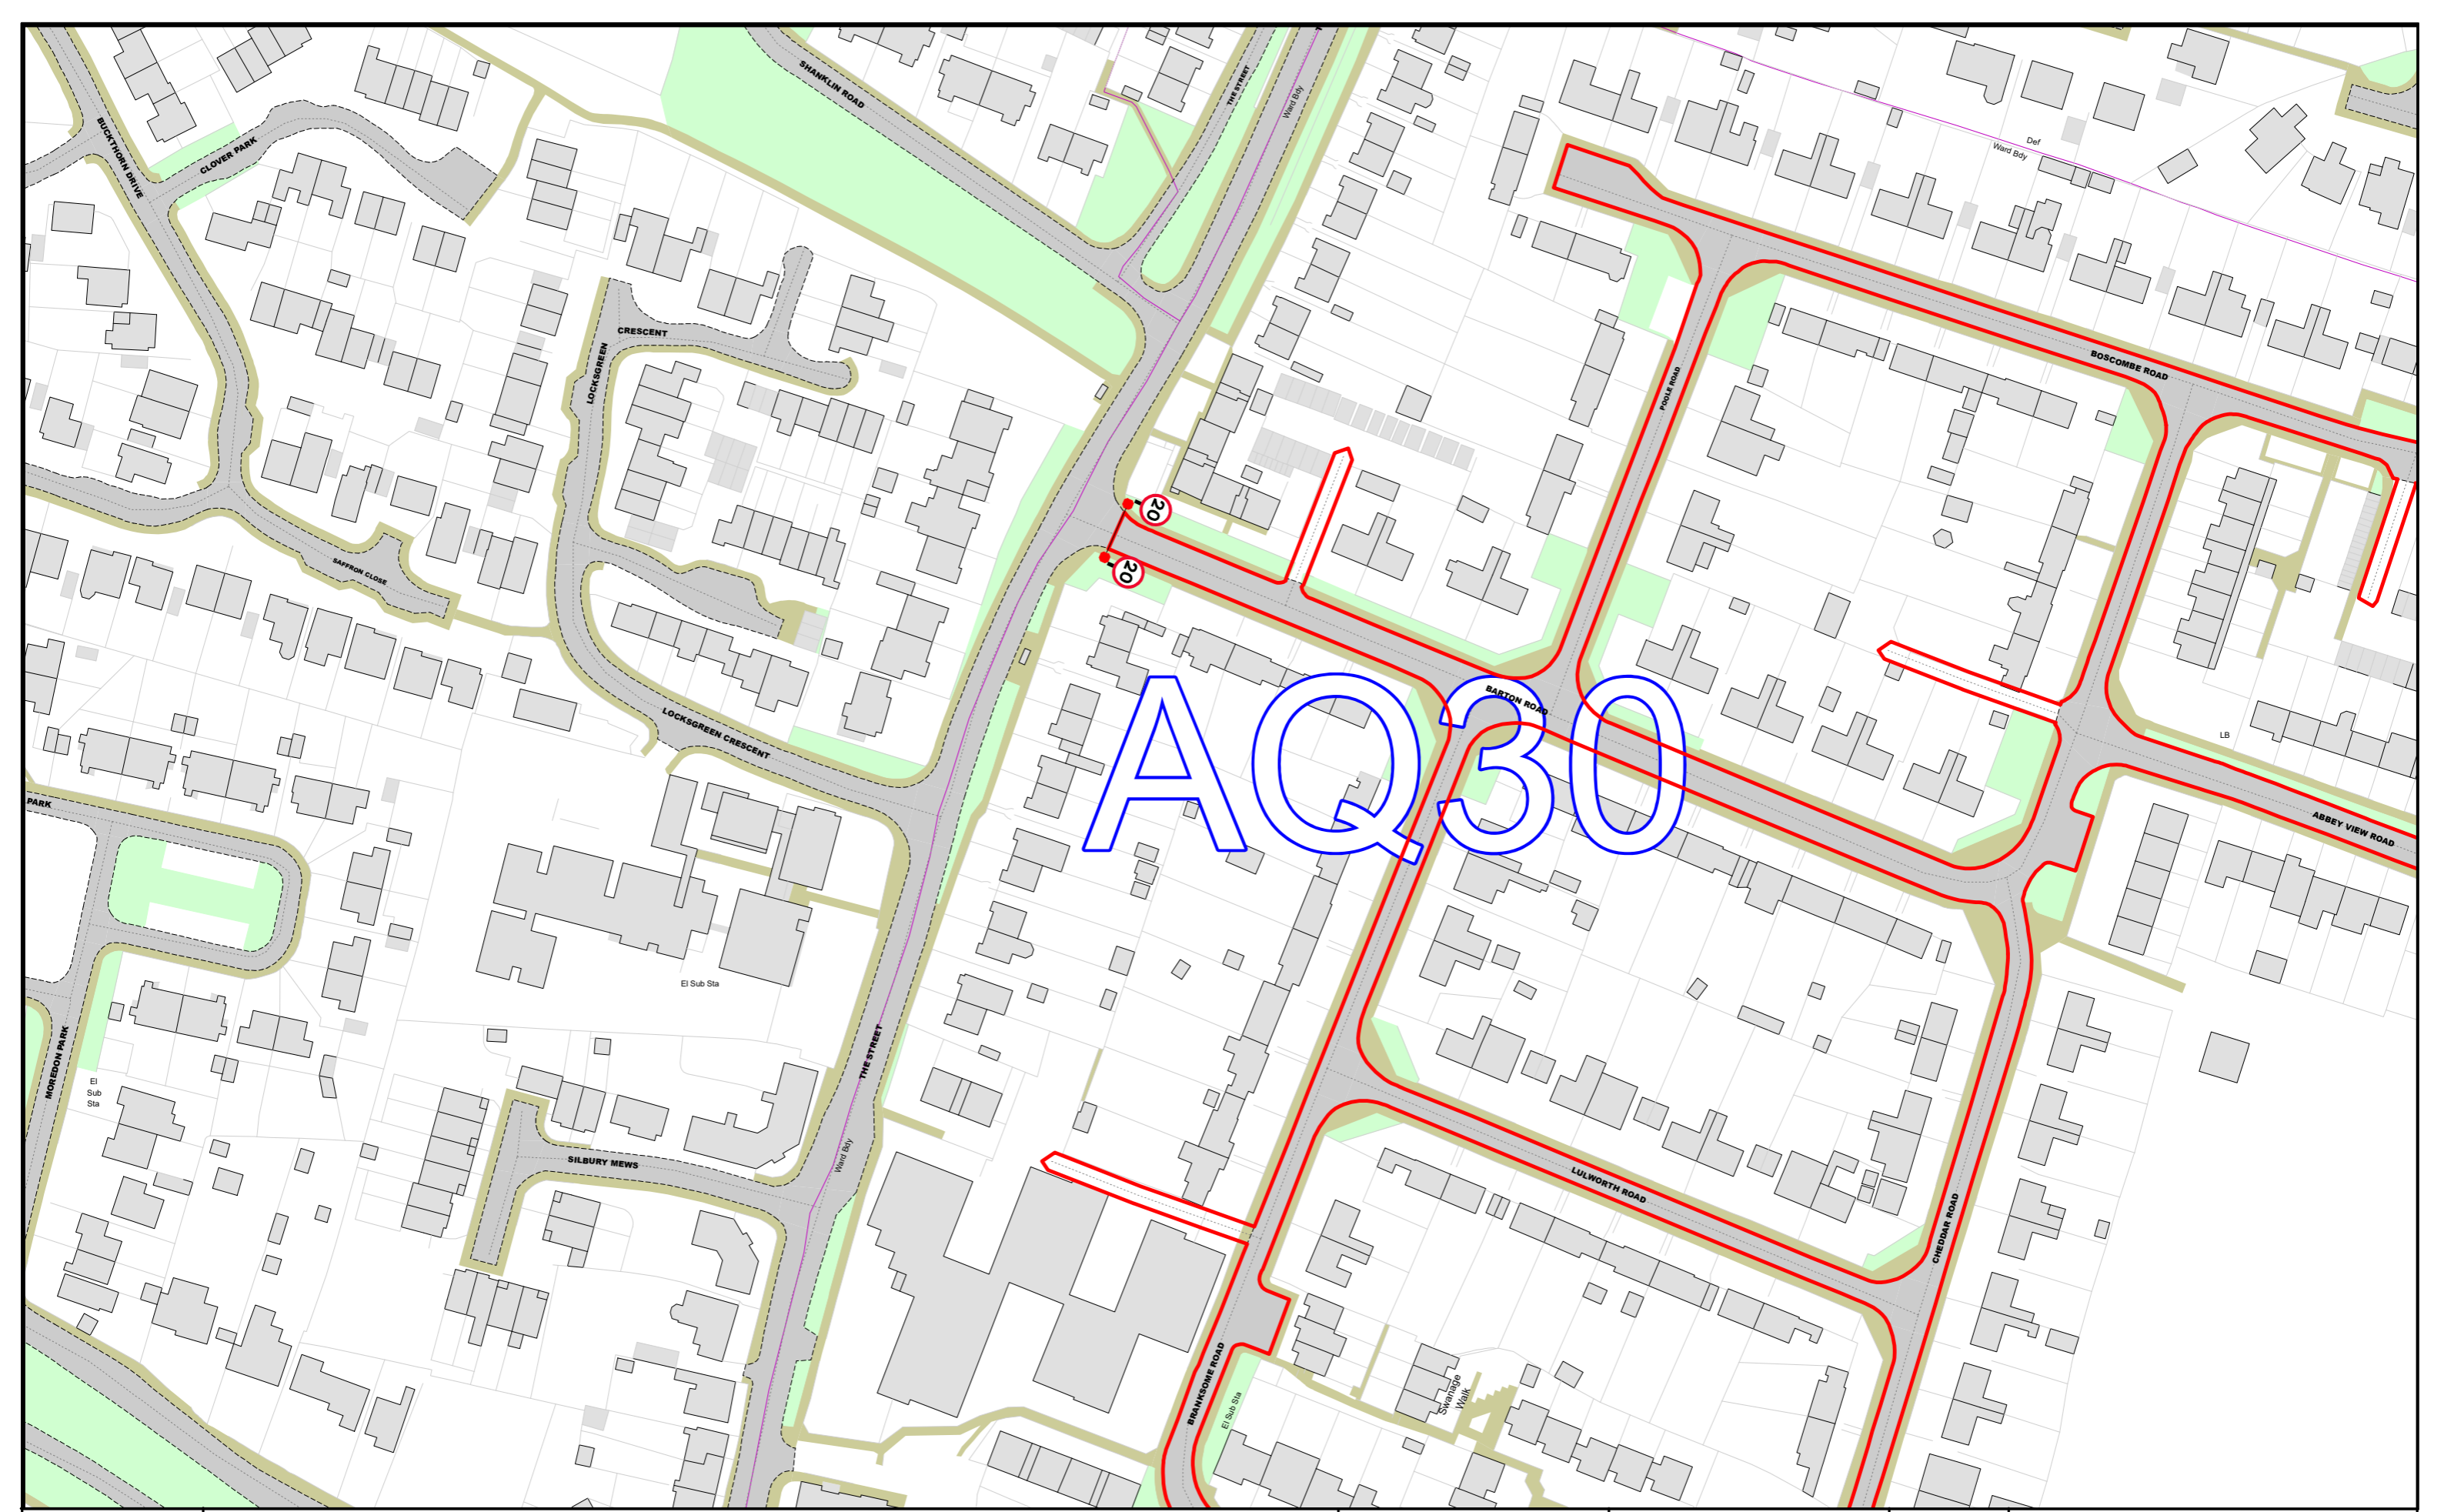 SHANKLIN ROAD
THE STREET
Ward Bdy
BUCKTHORN DRIVE
CLOVER PARK
Def
Ward Bdy
CRESCENT
LOCKSGREEN
POOLE ROAD
BOSCOMBE ROAD
20
20
SAFFRON CLOSE
BARTON ROAD
AQ30
LOCKSGREEN CRESCENT
LB
PARK
ABBEY VIEW ROAD
El Sub Sta
THE STREET
MOREDON PARK
El
Sub
Sta
Ward Bdy
SILBURY MEWS
LULWORTH ROAD
CHEDDAR ROAD
BRANKSOME ROAD
El Sub Sta
Swanage
Walk